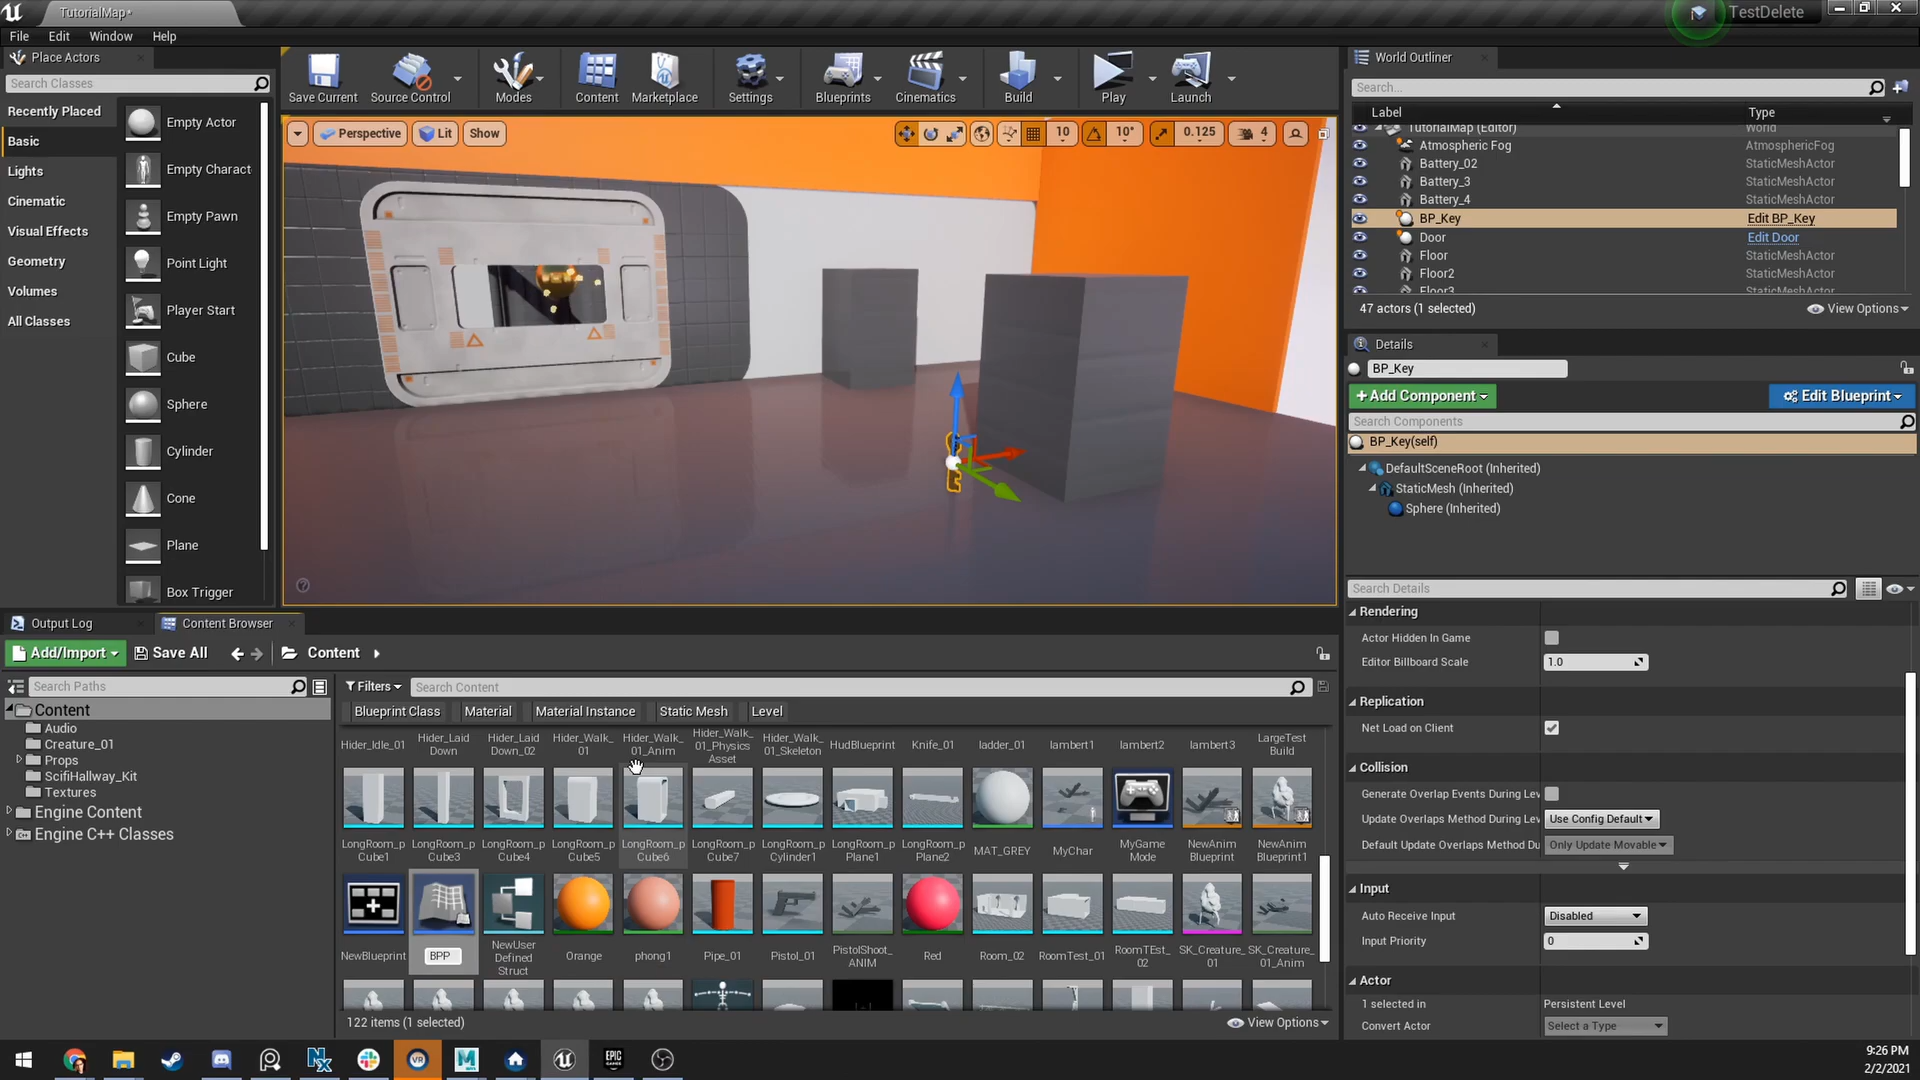 TutorialMap*
TestDelete
File Edit Window Help
Place Actors
Search Classes
Recently Placed
Basic
Lights
Cinematic
Visual Effects
Geometry
Volumes
All Classes
Empty Actor
Empty Charact
Empty Pawn
Point Light
Player Start
Cube
Sphere
Cylinder
Cone
Plane
Box Trigger
Save Current Source Control Modes Content Marketplace Settings Blueprints Cinematics Build Play Launch
Perspective Lit Show 10 10° 0.125 4
World Outliner
Search...
Label Type
TutorialMap (Editor) World
Atmospheric Fog AtmosphericFog
Battery_02 StaticMeshActor
Battery_3 StaticMeshActor
Battery_4 StaticMeshActor
BP_Key Edit BP_Key
Door Edit Door
Floor StaticMeshActor
Floor2 StaticMeshActor
Floor3 StaticMeshActor
47 actors (1 selected) View Options
Details
BP_Key
+Add Component Edit Blueprint
Search Components
BP_Key(self)
DefaultSceneRoot (Inherited)
StaticMesh (Inherited)
Sphere (Inherited)
Search Details
Rendering
Actor Hidden In Game
Editor Billboard Scale 1.0
Replication
Net Load on Client
Collision
Generate Overlap Events During Lev
Update Overlaps Method During Lev Use Config Default
Default Update Overlaps Method Du Only Update Movable
Input
Auto Receive Input Disabled
Input Priority 0
Actor
1 selected in Persistent Level
Convert Actor Select a Type
Output Log Content Browser
Add/Import Save All Content
Search Paths
Content
Audio
Creature_01
Props
ScifiHallway_Kit
Textures
Engine Content
Engine C++ Classes
Filters Search Content
Blueprint Class Material Material Instance Static Mesh Level
Hider_Idle_01 Hider_Laid Down Hider_Laid Down_02 Hider_Walk_01 Hider_Walk_01_Anim Hider_Walk_01_Physics Asset Hider_Walk_01_Skeleton HudBlueprint Knife_01 ladder_01 lambert1 lambert2 lambert3 LargeTest Build
LongRoom_p Cube1 LongRoom_p Cube3 LongRoom_p Cube4 LongRoom_p Cube5 LongRoom_p Cube6 LongRoom_p Cube7 LongRoom_p Cylinder1 LongRoom_p Plane1 LongRoom_p Plane2 MAT_GREY MyChar MyGame Mode NewAnim Blueprint NewAnim Blueprint1
NewBlueprint BPP NewUser Defined Struct Orange phong1 Pipe_01 Pistol_01 PistolShoot_ANIM Red Room_02 RoomTest_01 RoomTEst_02 SK_Creature_01 SK_Creature_01_Anim
122 items (1 selected) View Options
VR
EPIC GAMES
9:26 PM
2/2/2021